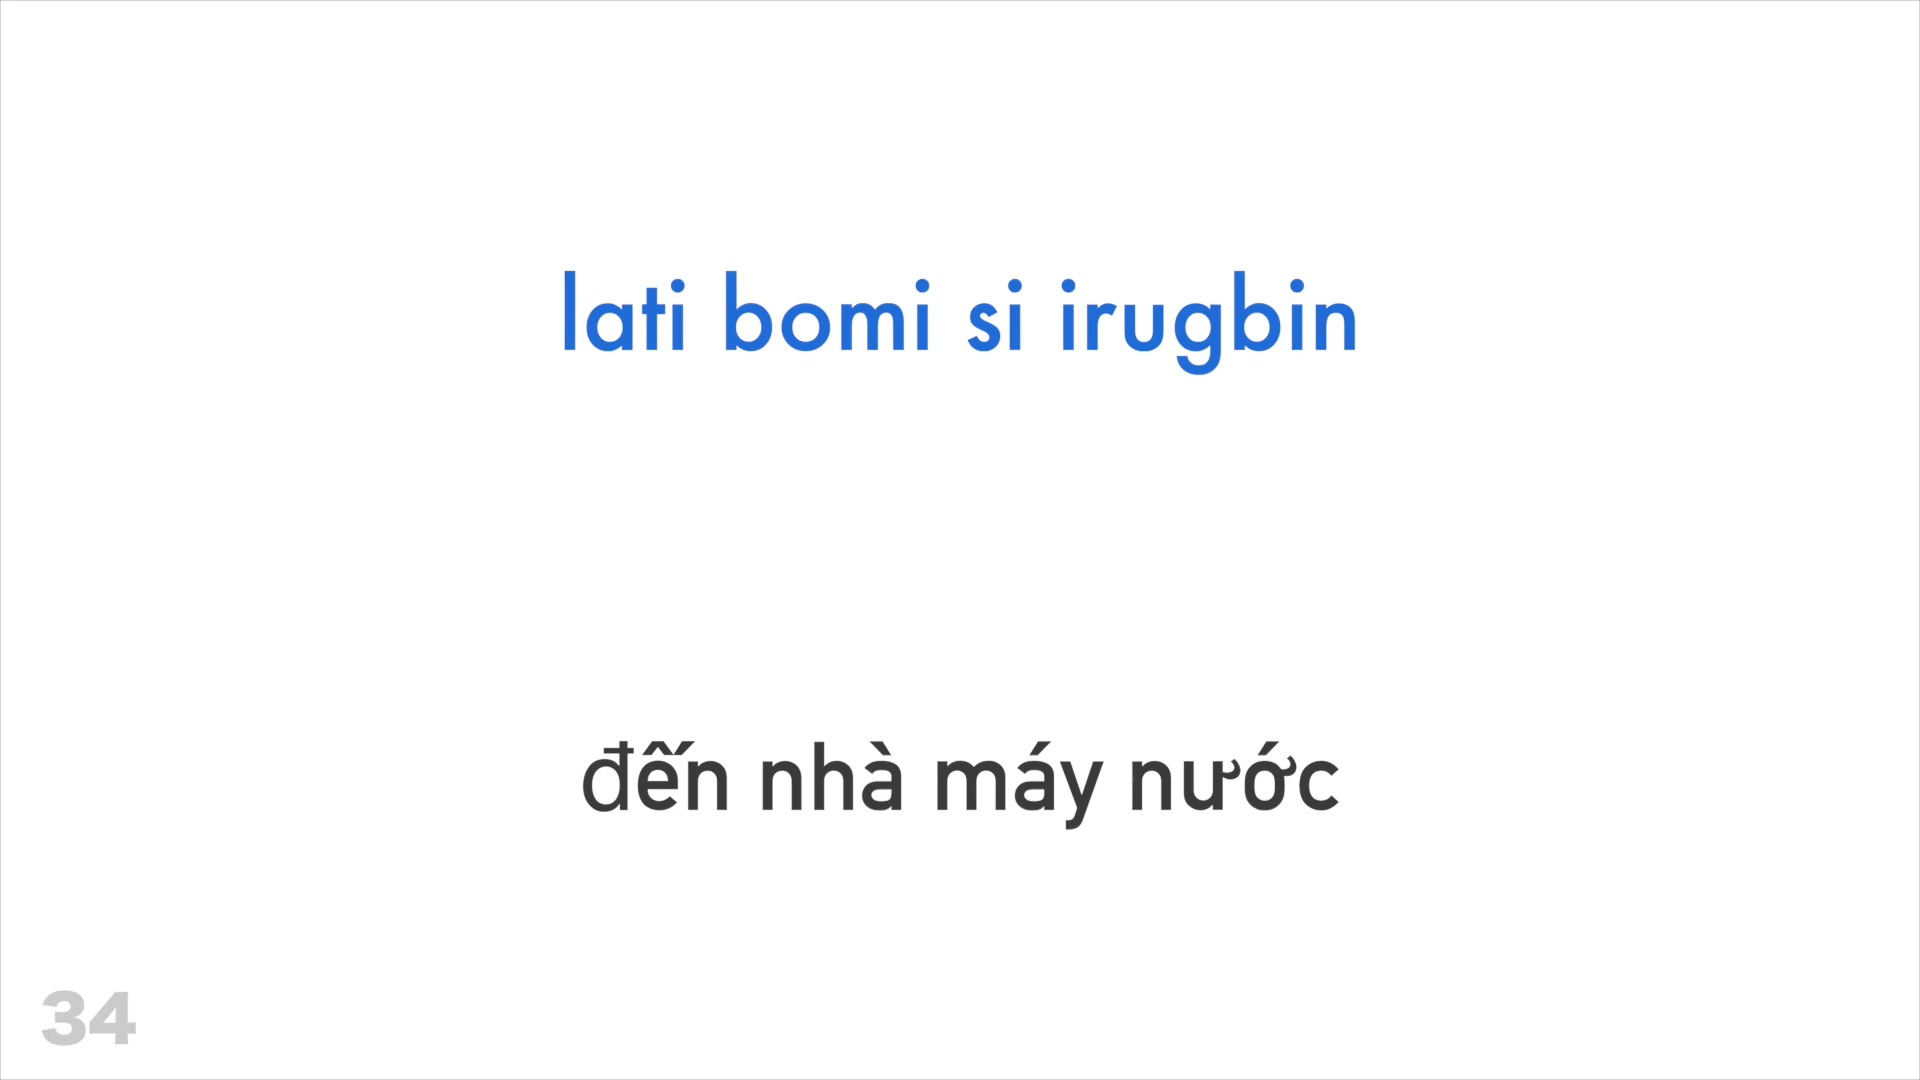 lati bomi si irugbin
đến nhà máy nước
34